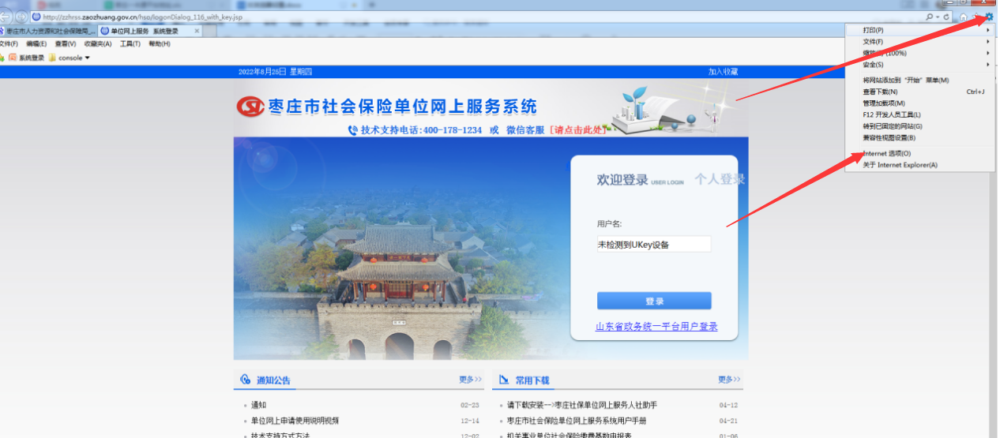 http://zzhrss.zaozhuang.gov.cn/hso/logonDialog_116_with_key.jsp
枣庄市人力资源和社会保障局_... 单位网上服务 系统登录
文件(F) 编辑(E) 查看(V) 收藏夹(A) 工具(T) 帮助(H)
系统登录 console
2022年8月25日 星期四 加入收藏
枣庄市社会保险单位网上服务系统
技术支持电话:400-178-1234 或 微信客服 [请点击此处]
打印(P)
文件(F)
(100%)
安全(S)
将网站添加到“开始”菜单(M)
查看下载(N) Ctrl+J
管理加载项(M)
F12 开发人员工具(L)
转到已固定的网站(G)
兼容性视图设置(B)
Internet 选项(O)
关于 Internet Explorer(A)
欢迎登录 USER LOGIN 个人登录
用户名:
未检测到UKey设备
登录
山东省政务统一平台用户登录
通知公告 更多>>
通知 02-23
单位网上申请使用说明视频 12-14
技术支持方式方法 12-02
常用下载 更多>>
请下载安装-->枣庄社保单位网上服务人社助手 04-12
枣庄市社会保险单位网上服务系统用户手册 04-21
机关事业单位社会保险缴费基数申报表 01-06